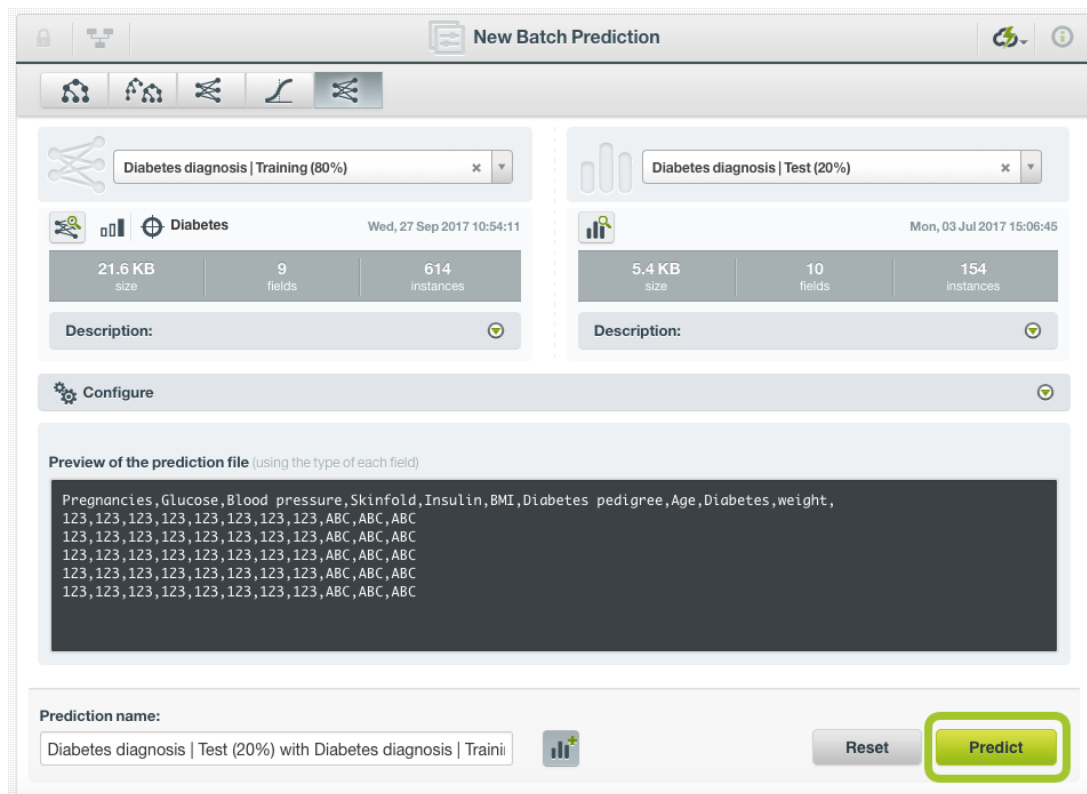 New Batch Prediction
Diabetes diagnosis | Training (80%)
Diabetes diagnosis | Test (20%)
Diabetes
Wed, 27 Sep 2017 10:54:11
Mon, 03 Jul 2017 15:06:45
21.6 KB
size
9
fields
614
instances
5.4 KB
size
10
fields
154
instances
Description:
Description:
Configure
Preview of the prediction file (using the type of each field)
Pregnancies,Glucose,Blood pressure,Skinfold,Insulin,BMI,Diabetes pedigree,Age,Diabetes,weight,
123,123,123,123,123,123,123,123,ABC,ABC,ABC
123,123,123,123,123,123,123,123,ABC,ABC,ABC
123,123,123,123,123,123,123,123,ABC,ABC,ABC
123,123,123,123,123,123,123,123,ABC,ABC,ABC
123,123,123,123,123,123,123,123,ABC,ABC,ABC
Prediction name:
Diabetes diagnosis | Test (20%) with Diabetes diagnosis | Traini
Reset
Predict